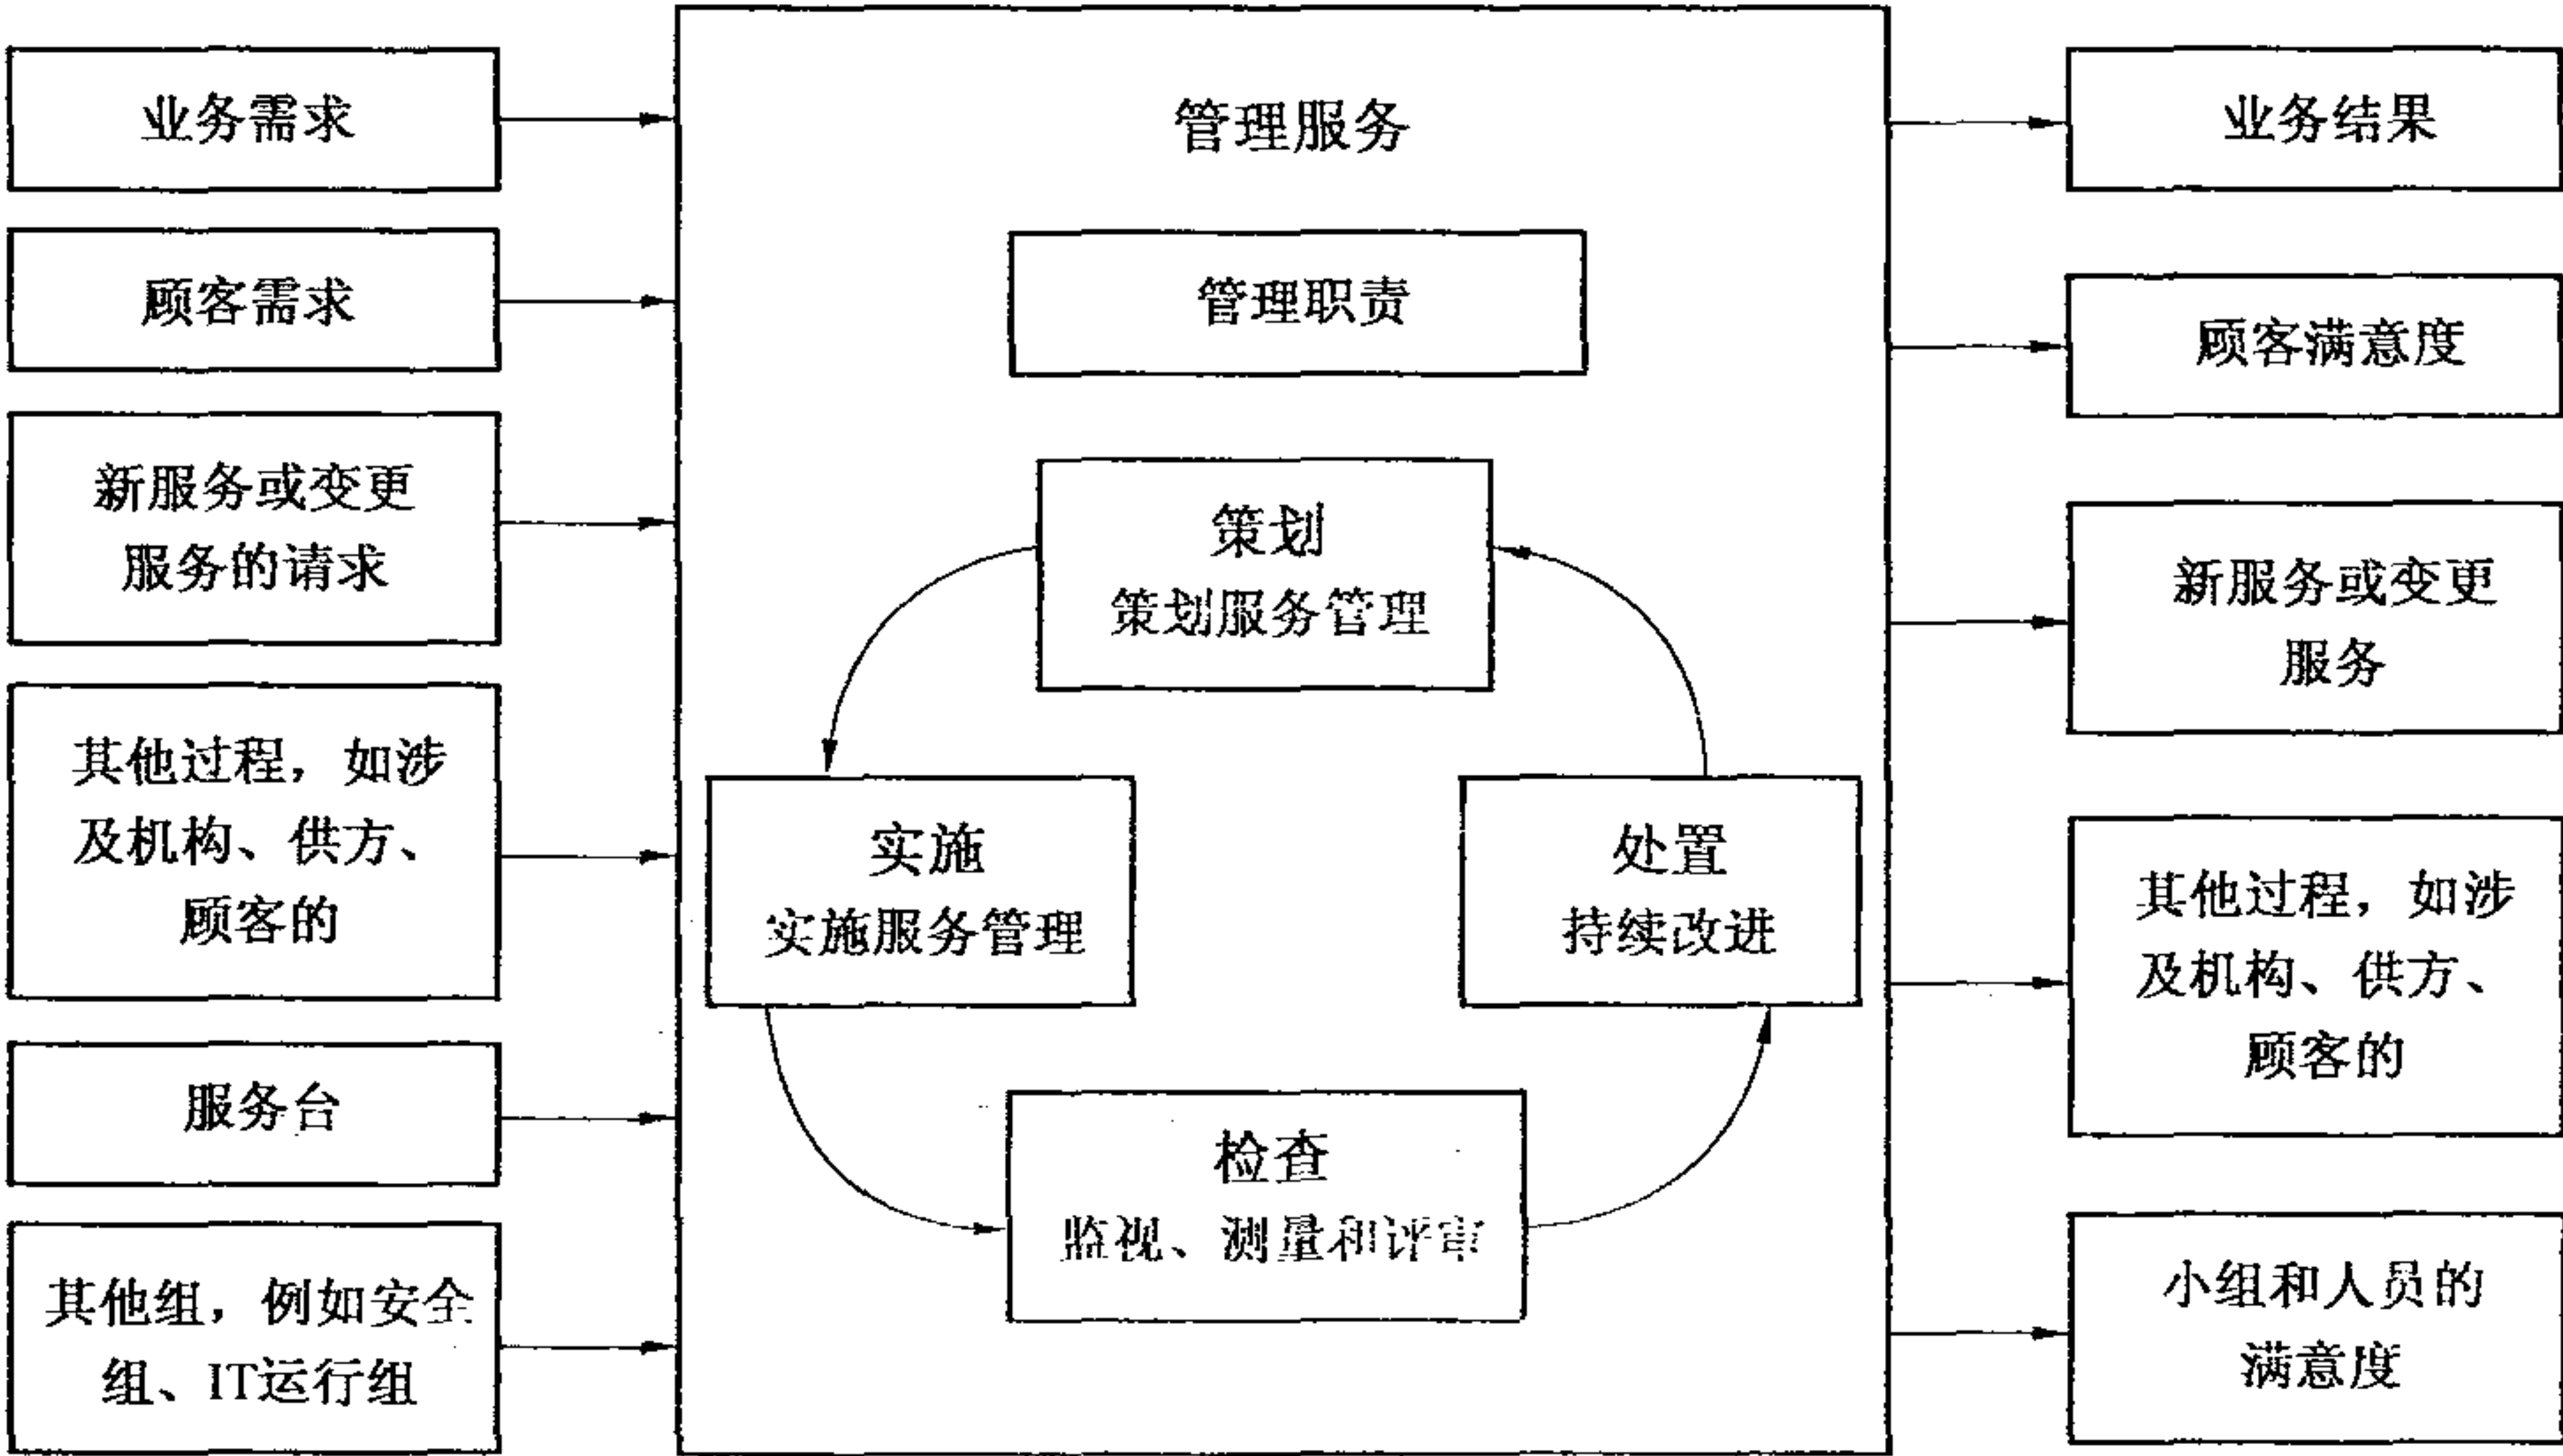 业务需求
顾客需求
新服务或变更
服务的请求
其他过程，如涉
及机构、供方、
顾客的
服务台
其他组，例如安全
组、IT运行组
管理服务
管理职责
策划
策划服务管理
实施
实施服务管理
处置
持续改进
检查
监视、测量和评审
业务结果
顾客满意度
新服务或变更
服务
其他过程，如涉
及机构、供方、
顾客的
小组和人员的
满意度